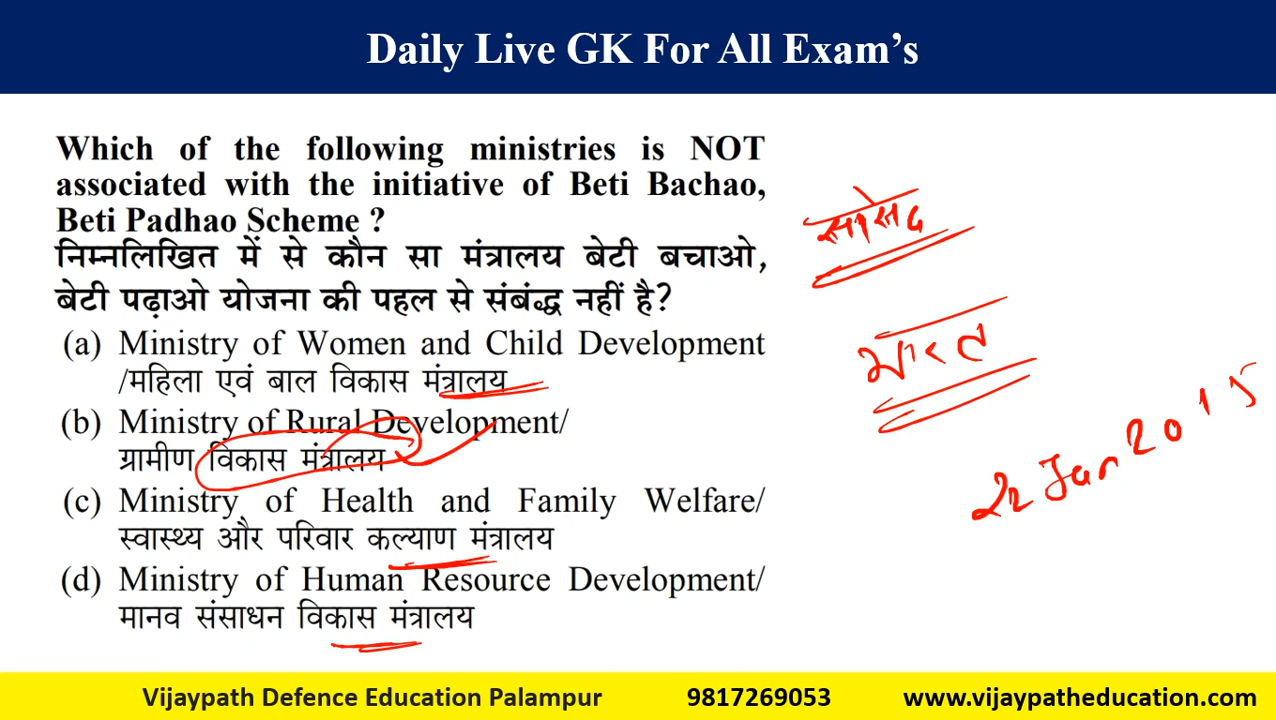 Daily Live GK For All Exam's
Which of the following ministries is NOT
associated with the initiative of Beti Bachao,
Beti Padhao Scheme ?
निम्नलिखित में से कौन सा मंत्रालय बेटी बचाओ,
बेटी पढ़ाओ योजना की पहल से संबंद्ध नहीं है?
(a) Ministry of Women and Child Development
/महिला एवं बाल विकास मंत्रालय
(b) Ministry of Rural Development/
ग्रामीण विकास मंत्रालय
(c) Ministry of Health and Family Welfare/
स्वास्थ्य और परिवार कल्याण मंत्रालय
(d) Ministry of Human Resource Development/
मानव संसाधन विकास मंत्रालय
भारत
22 Jan 2015
Vijaypath Defence Education Palampur 9817269053 www.vijaypatheducation.com